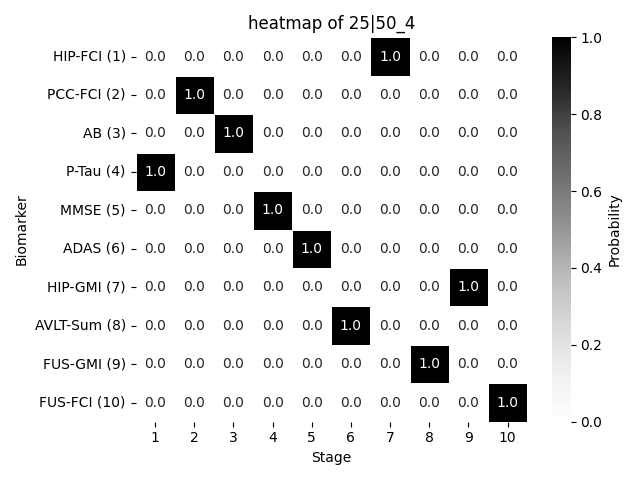 heatmap of 25|50_4
HIP-FCI (1) 0.0 0.0 0.0 0.0 0.0 0.0 1.0 0.0 0.0 0.0
PCC-FCI (2) 0.0 1.0 0.0 0.0 0.0 0.0 0.0 0.0 0.0 0.0
AB (3) 0.0 0.0 1.0 0.0 0.0 0.0 0.0 0.0 0.0 0.0
P-Tau (4) 1.0 0.0 0.0 0.0 0.0 0.0 0.0 0.0 0.0 0.0
MMSE (5) 0.0 0.0 0.0 1.0 0.0 0.0 0.0 0.0 0.0 0.0
ADAS (6) 0.0 0.0 0.0 0.0 1.0 0.0 0.0 0.0 0.0 0.0
HIP-GMI (7) 0.0 0.0 0.0 0.0 0.0 0.0 0.0 0.0 1.0 0.0
AVLT-Sum (8) 0.0 0.0 0.0 0.0 0.0 1.0 0.0 0.0 0.0 0.0
FUS-GMI (9) 0.0 0.0 0.0 0.0 0.0 0.0 0.0 1.0 0.0 0.0
FUS-FCI (10) 0.0 0.0 0.0 0.0 0.0 0.0 0.0 0.0 0.0 1.0
1 2 3 4 5 6 7 8 9 10
Stage
Biomarker
1.0
0.8
0.6
0.4
0.2
0.0
Probability